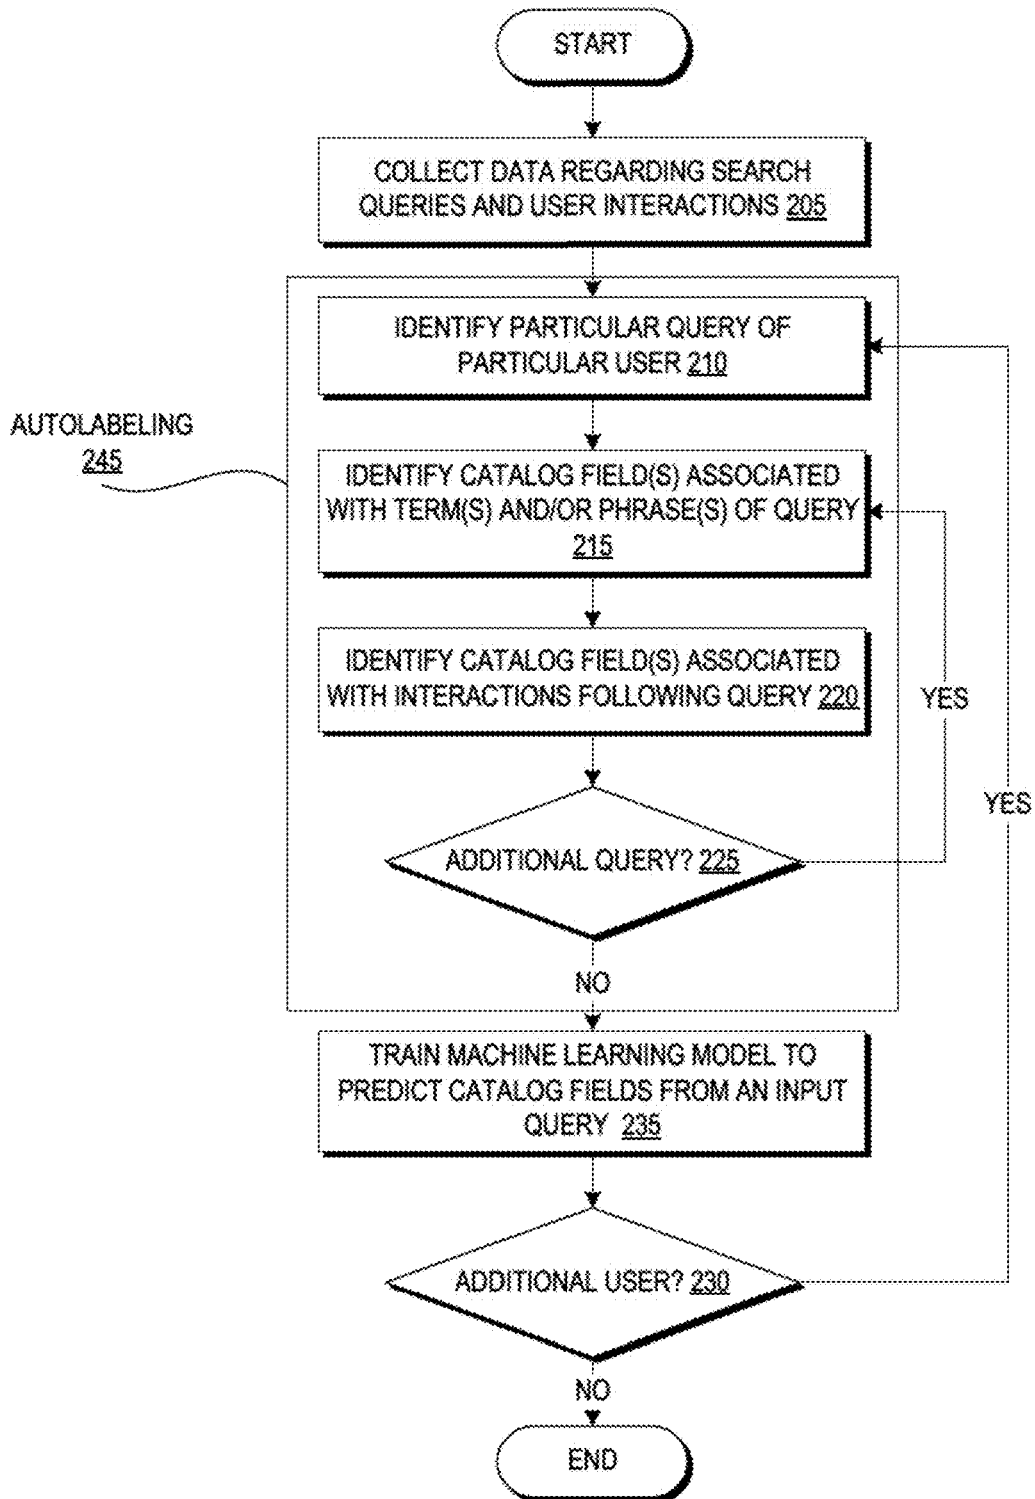 START
COLLECT DATA REGARDING SEARCH
QUERIES AND USER INTERACTIONS 205
IDENTIFY PARTICULAR QUERY OF
PARTICULAR USER 210
AUTOLABELING
245
IDENTIFY CATALOG FIELD(S) ASSOCIATED
WITH TERM(S) AND/OR PHRASE(S) OF QUERY
215
IDENTIFY CATALOG FIELD(S) ASSOCIATED
WITH INTERACTIONS FOLLOWING QUERY 220
YES
YES
ADDITIONAL QUERY? 225
NO
TRAIN MACHINE LEARNING MODEL TO
PREDICT CATALOG FIELDS FROM AN INPUT
QUERY 235
ADDITIONAL USER? 230
NO
END